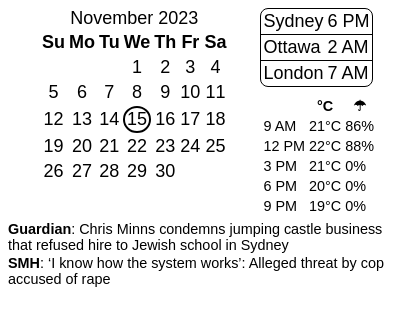 November 2023
Su Mo Tu We Th Fr Sa
1 2 3 4
5 6 7 8 9 10 11
12 13 14 15 16 17 18
19 20 21 22 23 24 25
26 27 28 29 30
Sydney 6 PM
Ottawa 2 AM
London 7 AM
°C ☂
9 AM 21°C 86%
12 PM 22°C 88%
3 PM 21°C 0%
6 PM 20°C 0%
9 PM 19°C 0%
Guardian: Chris Minns condemns jumping castle business
that refused hire to Jewish school in Sydney
SMH: ‘I know how the system works’: Alleged threat by cop
accused of rape